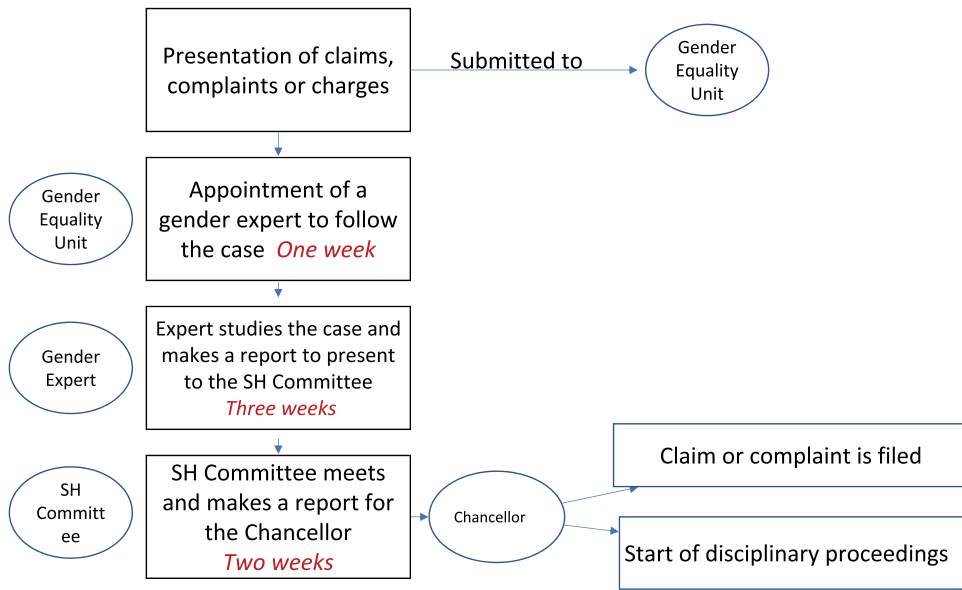 Presentation of claims,
complaints or charges
Submitted to
Gender
Equality
Unit
Gender
Equality
Unit
Appointment of a
gender expert to follow
the case One week
Gender
Expert
Expert studies the case and
makes a report to present
to the SH Committee
Three weeks
SH
Committ
ee
SH Committee meets
and makes a report for
the Chancellor
Two weeks
Chancellor
Claim or complaint is filed
Start of disciplinary proceedings